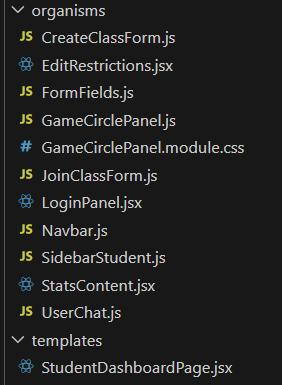 organisms
JS CreateClassForm.js
EditRestrictions.jsx
JS FormFields.js
JS GameCirclePanel.js
# GameCirclePanel.module.css
JS JoinClassForm.js
LoginPanel.jsx
JS Navbar.js
JS SidebarStudent.js
StatsContent.jsx
JS UserChat.js
templates
StudentDashboardPage.jsx